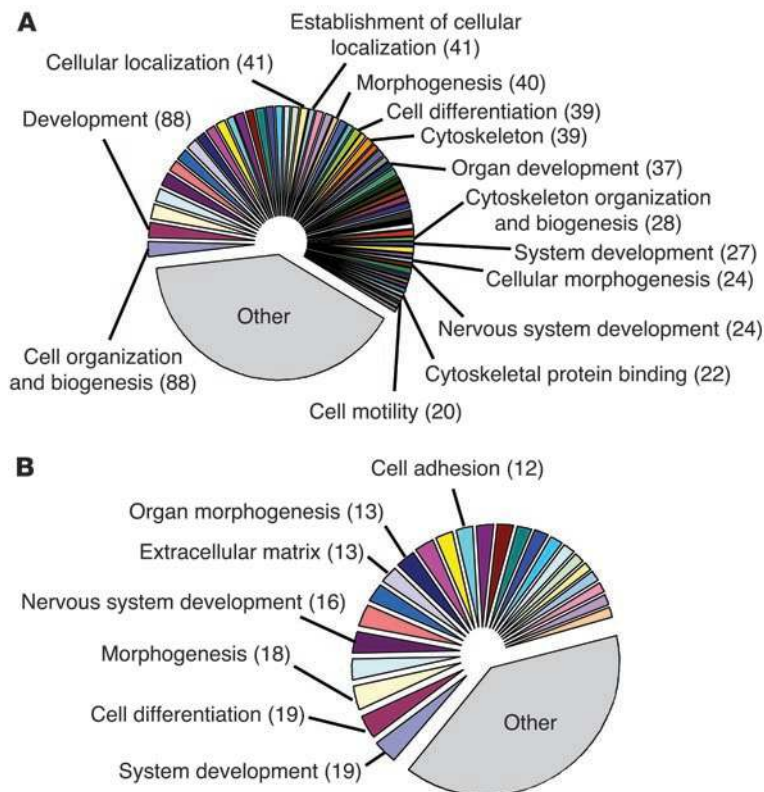 A
Establishment of cellular
localization (41)
Cellular localization (41)
Morphogenesis (40)
Development (88)
Cell differentiation (39)
Cytoskeleton (39)
Organ development (37)
Cytoskeleton organization
and biogenesis (28)
System development (27)
Cellular morphogenesis (24)
Other
Nervous system development (24)
Cell organization
and biogenesis (88)
Cytoskeletal protein binding (22)
Cell motility (20)
B
Cell adhesion (12)
Organ morphogenesis (13)
Extracellular matrix (13)
Nervous system development (16)
Morphogenesis (18)
Cell differentiation (19)
Other
System development (19)